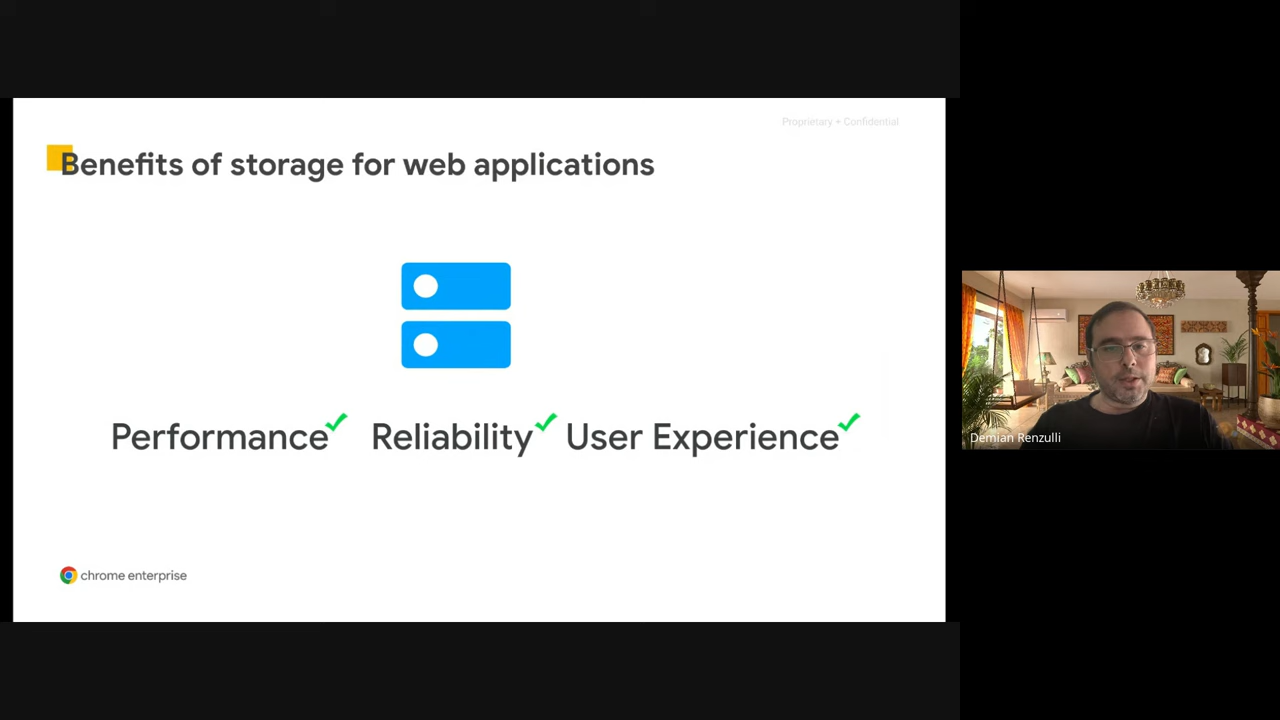 Proprietary + Confidential
Benefits of storage for web applications
Performance Reliability User Experience
chrome enterprise
Demian Renzulli